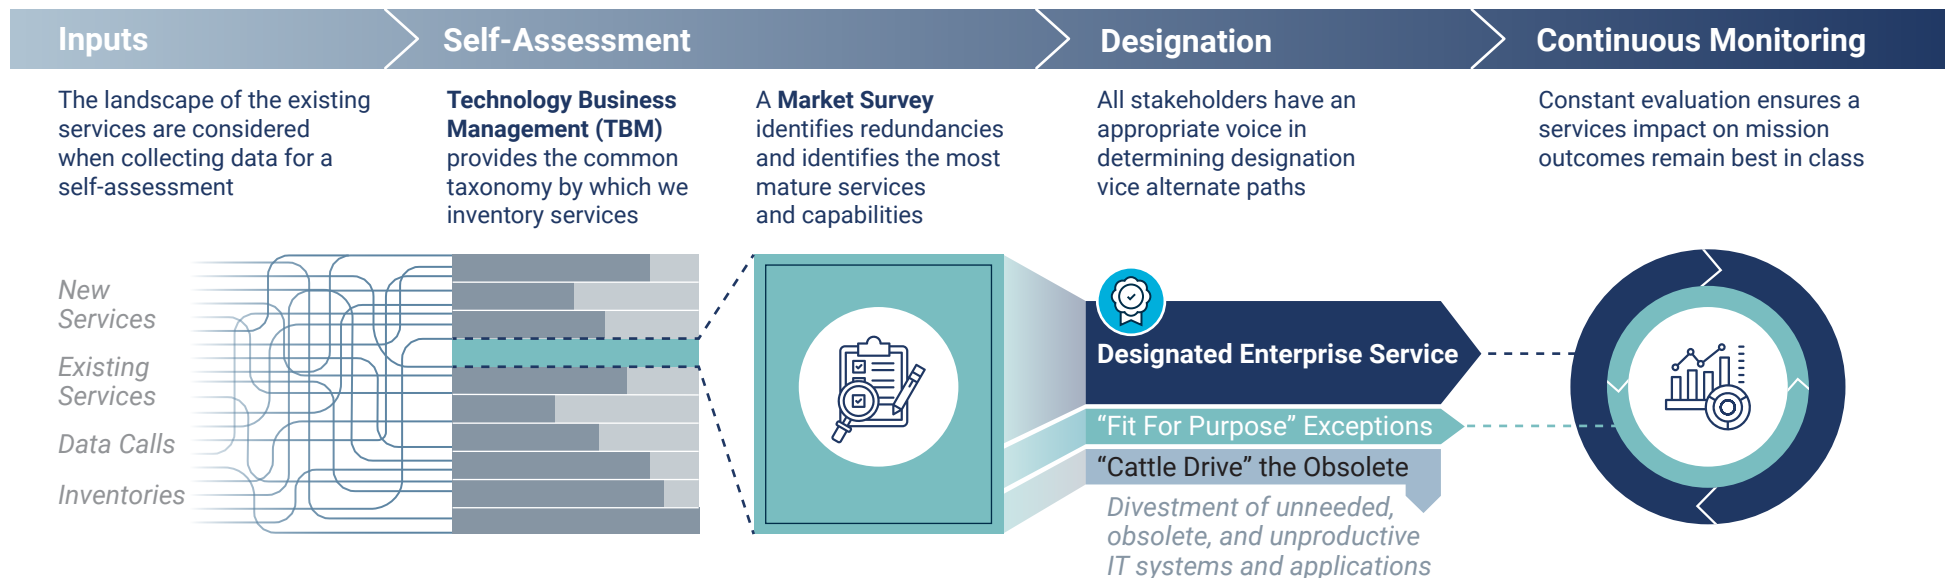 Inputs
Self-Assessment
Designation
Continuous Monitoring
The landscape of the existing
services are considered
when collecting data for a
self-assessment
Technology Business
Management (TBM)
provides the common
taxonomy by which we
inventory services
A Market Survey
identifies redundancies
and identifies the most
mature services
and capabilities
All stakeholders have an
appropriate voice in
determining designation
vice alternate paths
Constant evaluation ensures a
services impact on mission
outcomes remain best in class
New
Services
Existing
Services
Data Calls
Inventories
Designated Enterprise Service
“Fit For Purpose” Exceptions
“Cattle Drive” the Obsolete
Divestment of unneeded,
obsolete, and unproductive
IT systems and applications